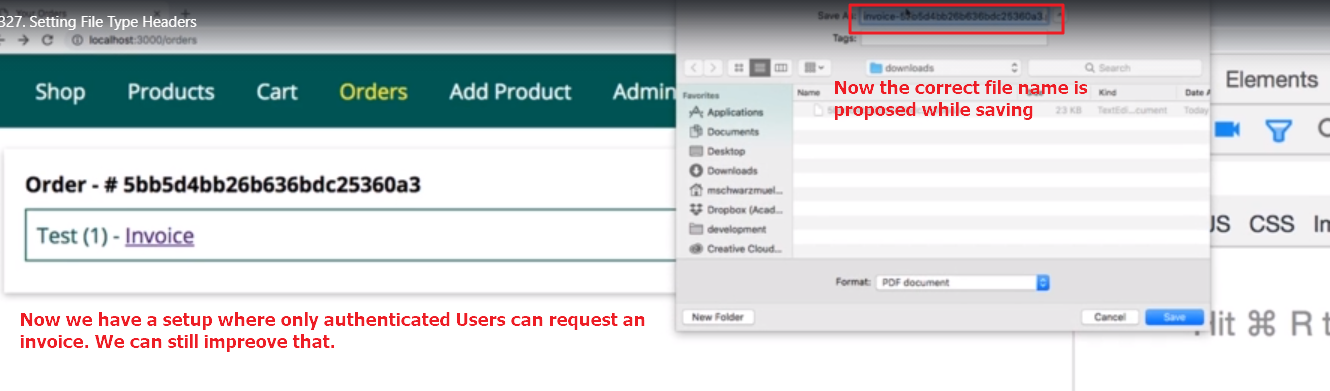 327. Setting File Type Headers
Your Orders
localhost:3000/orders
Shop Products Cart Orders Add Product Admin
Order - # 5bb5d4bb26b636bdc25360a3
Test (1) - Invoice
Now we have a setup where only authenticated Users can request an
invoice. We can still impreove that.
Save As: invoice-5bb5d4bb26b636bdc25360a3
Tags:
downloads
Search
Favorites
Applications
Documents
Desktop
Downloads
mschwarzmuel...
Dropbox (Acad...
development
Creative Cloud...
Name Kind Date A
23 KB TextEdi...cument Today
Now the correct file name is
proposed while saving
Format: PDF document
New Folder Cancel Save
Elements
JS CSS Im
Hit ⌘ R t